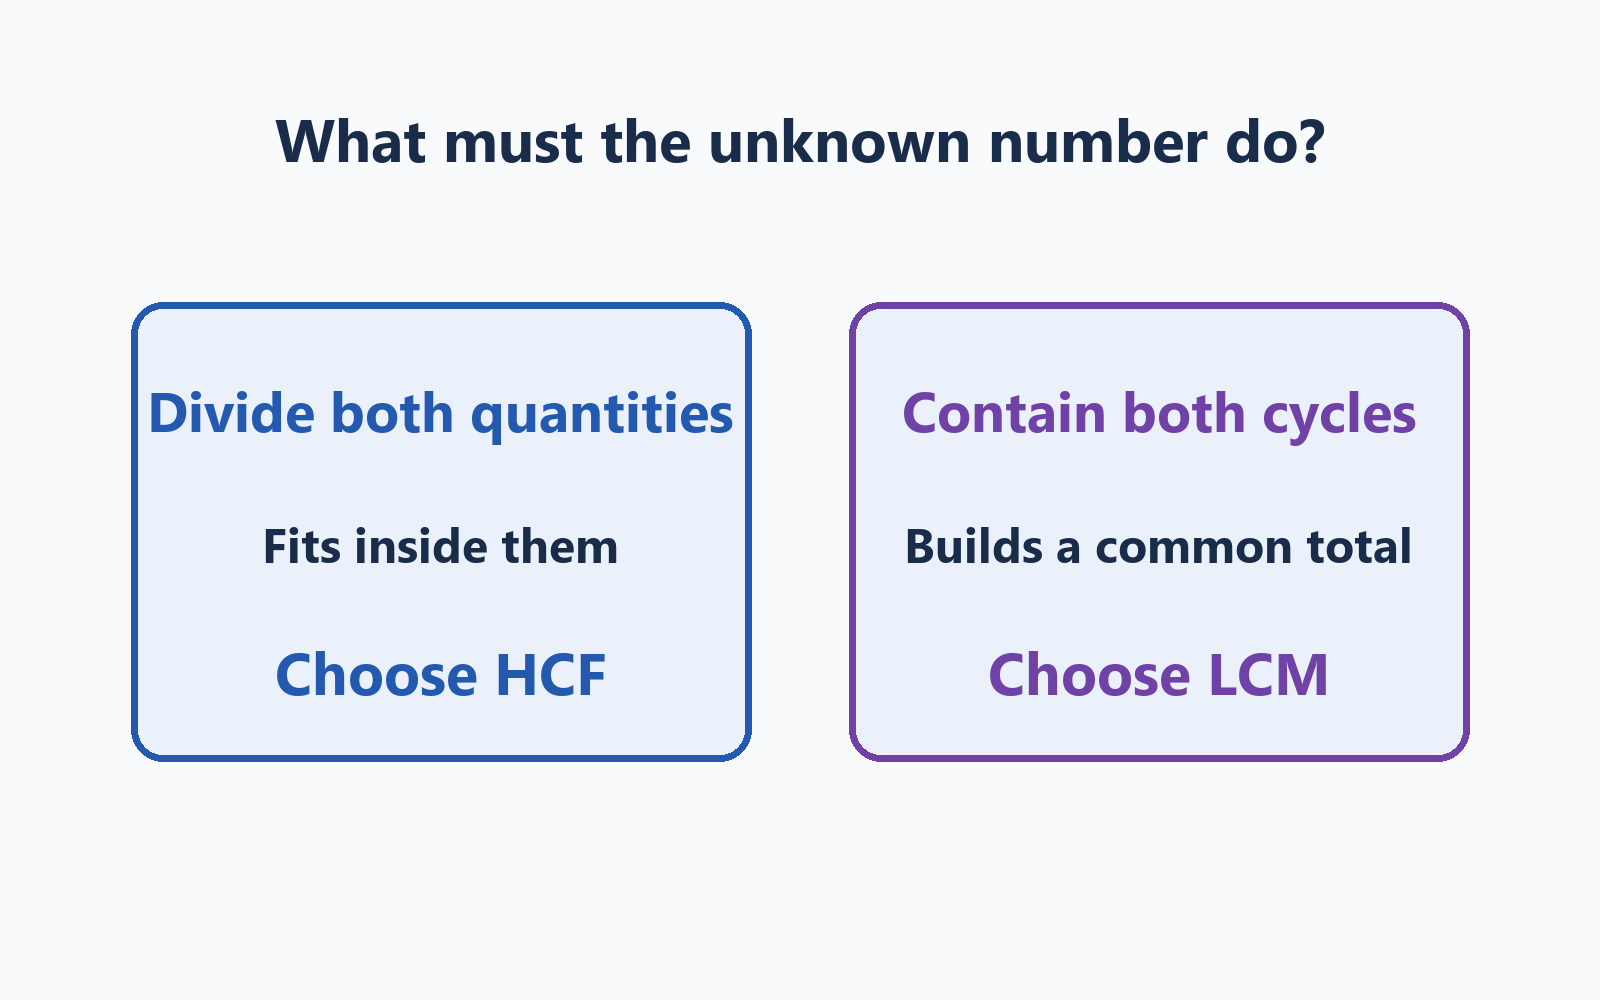 What must the unknown number do?
Divide both quantities
Fits inside them
Choose HCF
Contain both cycles
Builds a common total
Choose LCM